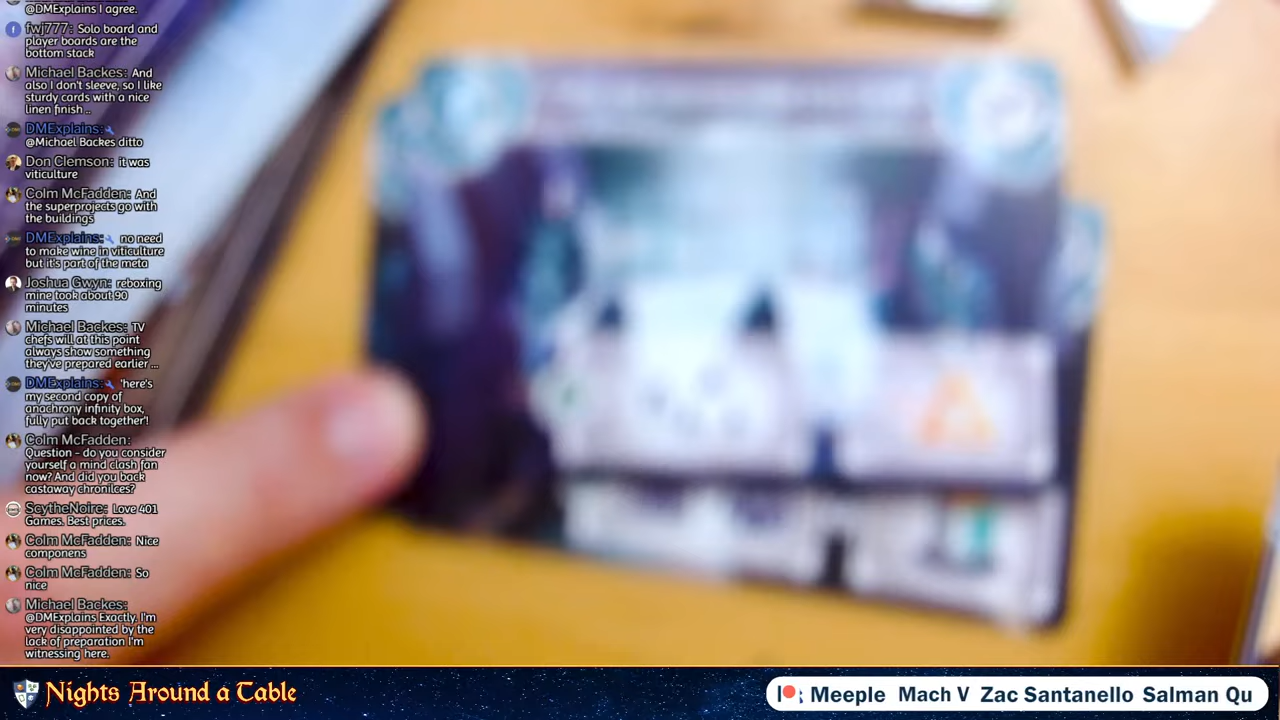 @DMExplains I agree.
fwj777: Solo board and
player boards are the
bottom stack
Michael Backes: And
also I don't sleeve, so I like
sturdy cards with a nice
linen finish ..
DMExplains:
@Michael Backes ditto
Don Clemson: it was
viticulture
Colm McFadden: And
the superprojects go with
the buildings
DMExplains: no need
to make wine in viticulture
but it's part of the meta
Joshua Gwyn: reboxing
mine took about 90
minutes
Michael Backes: TV
chefs will at this point
always show something
they've prepared earlier ...
DMExplains: 'here's
my second copy of
anachrony infinity box,
fully put back together'!
Colm McFadden:
Question - do you consider
yourself a mind clash fan
now? And did you back
castaway chronilces?
ScytheNoire: Love 401
Games. Best prices.
Colm McFadden: Nice
componens
Colm McFadden: So
nice
Michael Backes:
@DMExplains Exactly. I'm
very disappointed by the
lack of preparation I'm
witnessing here.
Nights Around a Table
Meeple Mach V Zac Santanello Salman Qu